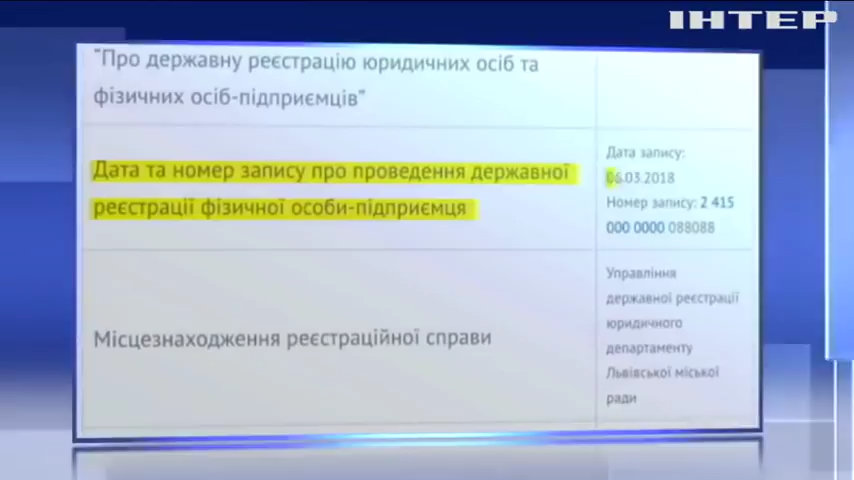 ІНТЕР
"Про державну реєстрацію юридичних осіб та
фізичних осіб-підприємців"
Дата та номер запису про проведення державної
реєстрації фізичної особи-підприємця
Дата запису:
06.03.2018
Номер запису: 2 415
000 0000 088088
Місцезнаходження реєстраційної справи
Управління
державної реєстрації
юридичного
департаменту
Львівської міської
ради